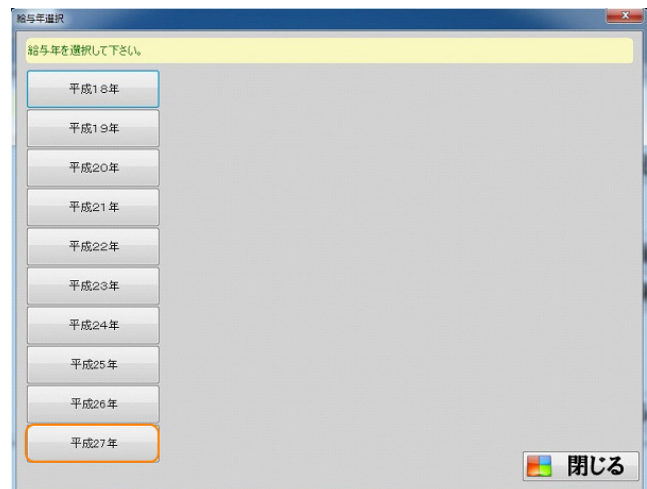 給与年選択
給与年を選択して下さい。
平成18年
平成19年
平成20年
平成21年
平成22年
平成23年
平成24年
平成25年
平成26年
平成27年
閉じる